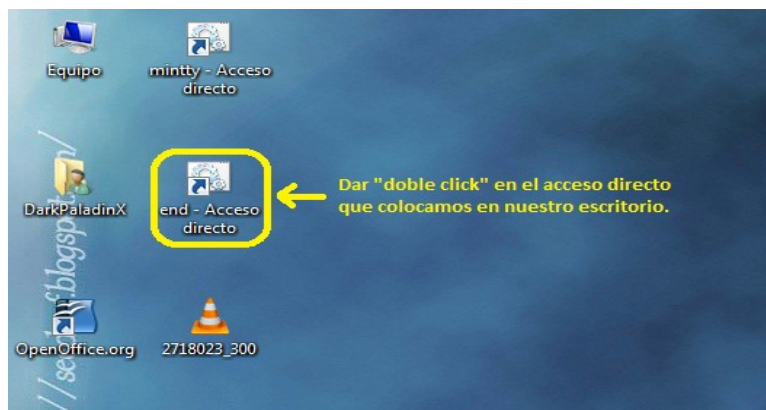 Equipo
mintty - Acceso
directo
DarkPaladinX
end - Acceso
directo
Dar "doble click" en el acceso directo
que colocamos en nuestro escritorio.
OpenOffice.org
2718023_300